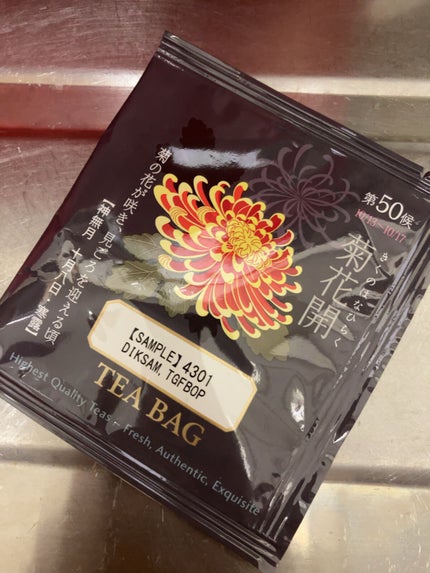 第50候
10/13〜10/17
きくのはなひらく
菊花開
菊の花が咲き、見ごろを迎える頃
【神無月 十月十日・寒露】
【SAMPLE】4301
DIKSAM, TGFBOP
TEA BAG
Highest Quality Teas – Fresh, Authentic, Exquisite